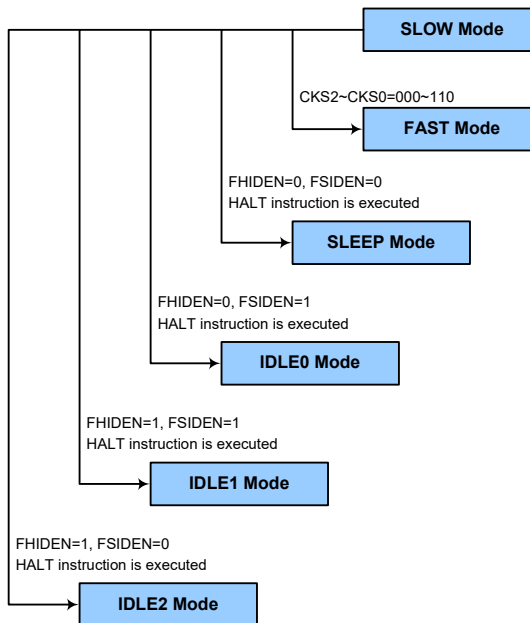 SLOW Mode
CKS2~CKS0=000~110
FAST Mode
FHIDEN=0, FSIDEN=0
HALT instruction is executed
SLEEP Mode
FHIDEN=0, FSIDEN=1
HALT instruction is executed
IDLE0 Mode
FHIDEN=1, FSIDEN=1
HALT instruction is executed
IDLE1 Mode
FHIDEN=1, FSIDEN=0
HALT instruction is executed
IDLE2 Mode